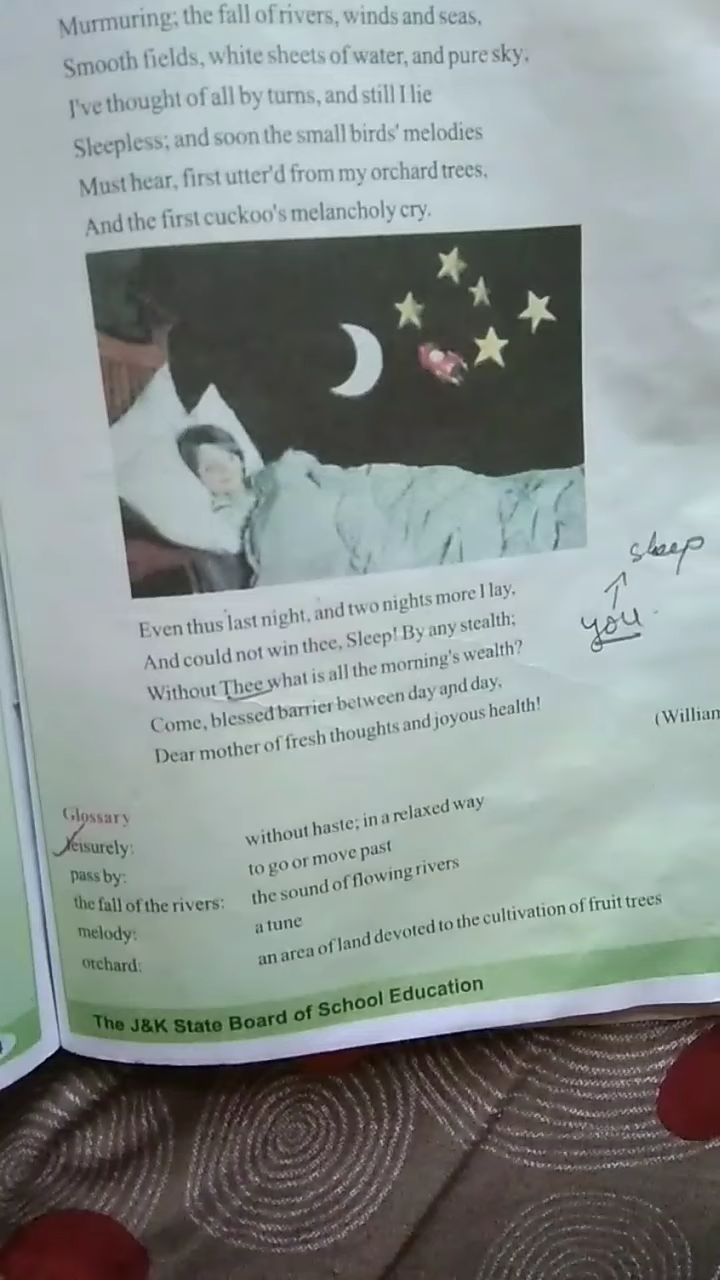 Murmuring; the fall of rivers, winds and seas,
Smooth fields, white sheets of water, and pure sky;
I've thought of all by turns, and still I lie
Sleepless; and soon the small birds' melodies
Must hear, first utter'd from my orchard trees,
And the first cuckoo's melancholy cry.
sleep
you
Even thus last night, and two nights more I lay,
And could not win thee, Sleep! By any stealth;
Without Thee what is all the morning's wealth?
Come, blessed barrier between day and day,
Dear mother of fresh thoughts and joyous health!
(William
Glossary
leisurely: without haste; in a relaxed way
pass by: to go or move past
the fall of the rivers: the sound of flowing rivers
melody: a tune
orchard: an area of land devoted to the cultivation of fruit trees
The J&K State Board of School Education